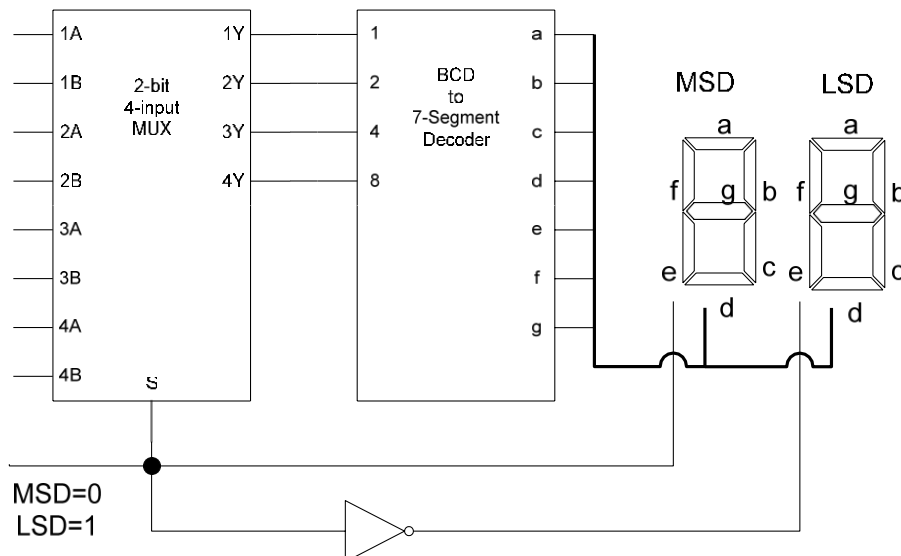 1A
1B
2A
2B
3A
3B
4A
4B
2-bit
4-input
MUX
1Y
2Y
3Y
4Y
S
1
2
4
8
BCD
to
7-Segment
Decoder
a
b
c
d
e
f
g
MSD
a
f g b
e c
d
LSD
a
f g b
e c
d
MSD=0
LSD=1